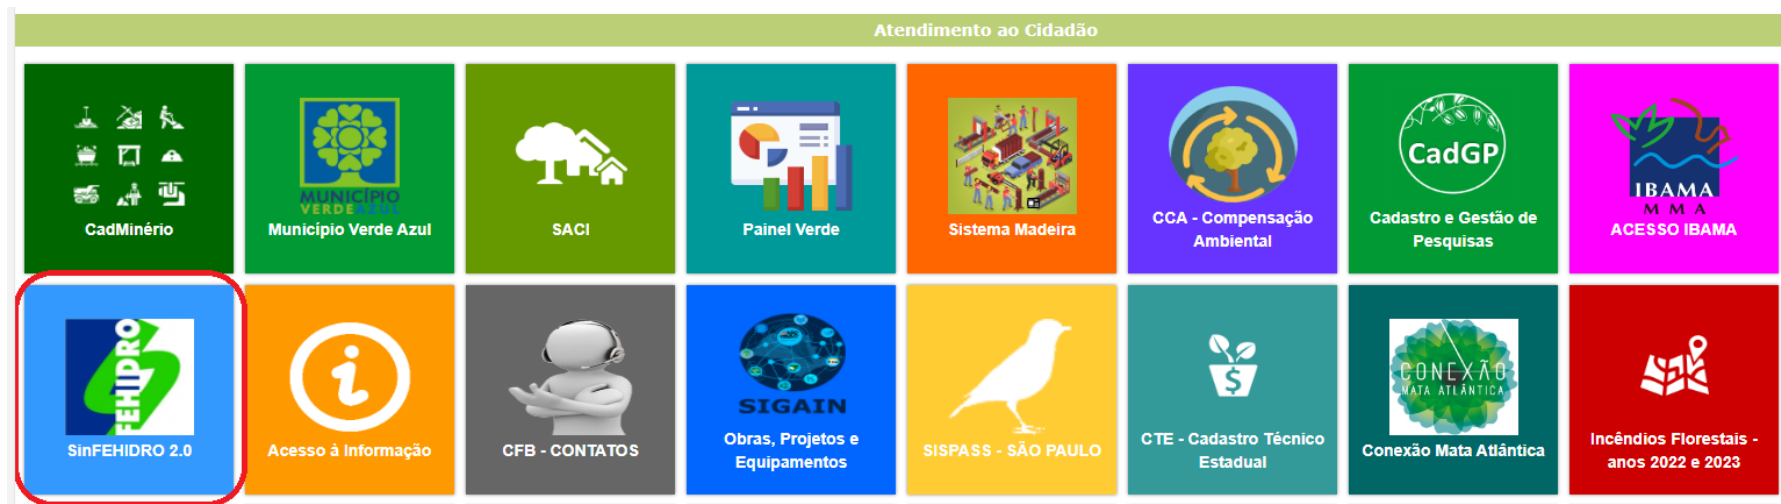 Atendimento ao Cidadão
CadMinério
MUNICÍPIO
VERDEAZUL
Município Verde Azul
SACI
Painel Verde
Sistema Madeira
CCA - Compensação
Ambiental
CadGP
Cadastro e Gestão de
Pesquisas
IBAMA
M M A
ACESSO IBAMA
FEHIDRO
SinFEHIDRO 2.0
i
Acesso à Informação
CFB - CONTATOS
SIGAIN
Obras, Projetos e
Equipamentos
SISPASS - SÃO PAULO
$
CTE - Cadastro Técnico
Estadual
CONEXÃO
MATA ATLÂNTICA
Conexão Mata Atlântica
Incêndios Florestais -
anos 2022 e 2023